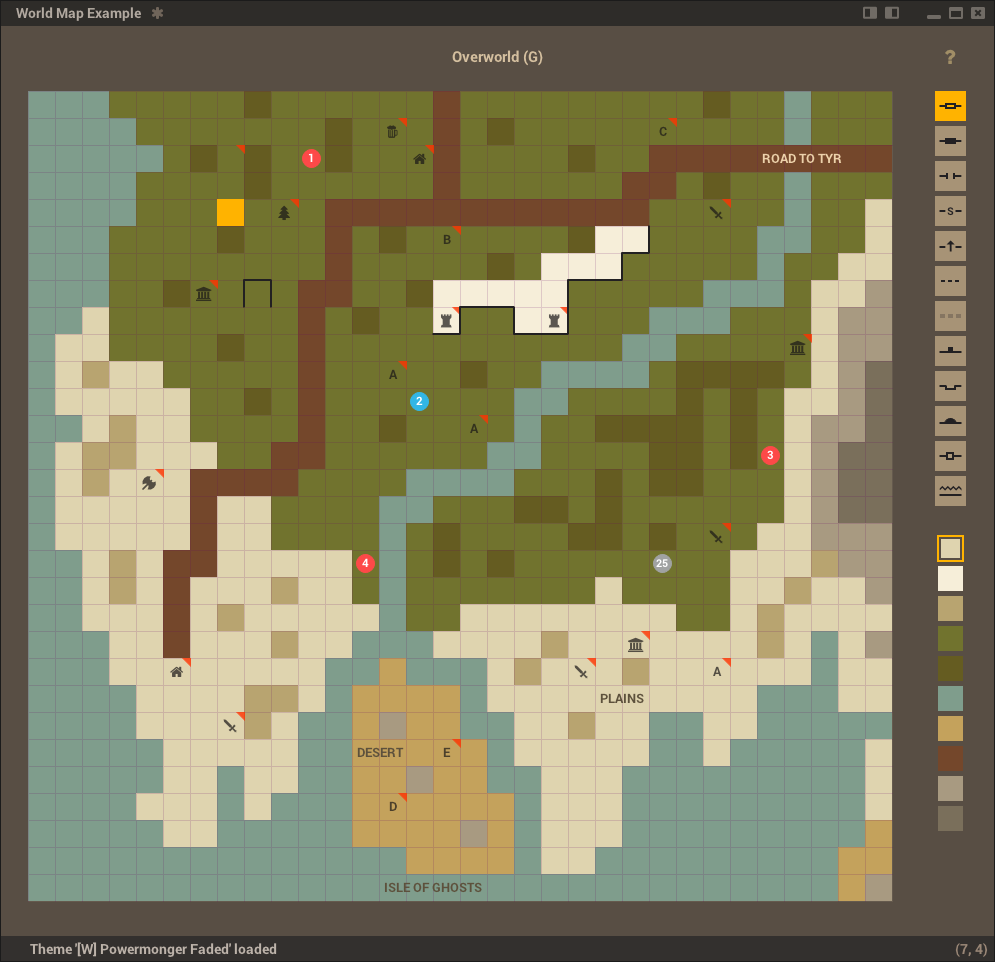 World Map Example ✱
Overworld (G)
?
C
1
ROAD TO TYR
B
A
2
A
3
S
4
25
A
PLAINS
DESERT
E
D
ISLE OF GHOSTS
Theme '[W] Powermonger Faded' loaded
(7, 4)